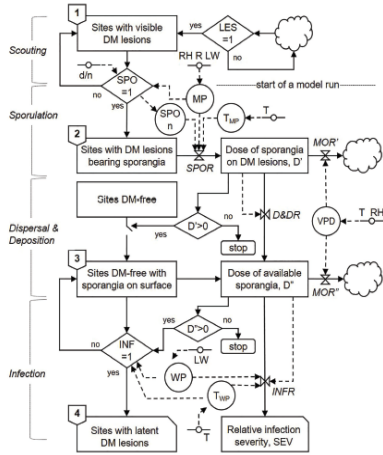 1
Sites with visible
DM lesions
yes
LES
=1
no
Scouting
RH R LW
d/n
SPO
=1
no
yes
MP
start of a model run
Sporulation
SPO
n
T_MP
T
2
Sites with DM lesions
bearing sporangia
SPOR
Dose of sporangia
on DM lesions, D'
MOR'
Sites DM-free
D&DR
VPD
T RH
Dispersal &
Deposition
yes
D'>0
no
stop
3
Sites DM-free with
sporangia on surface
Dose of available
sporangia, D"
MOR"
yes
D">0
no
stop
INF
=1
no
yes
LW
WP
INFR
T_WP
T
Infection
4
Sites with latent
DM lesions
Relative infection
severity, SEV